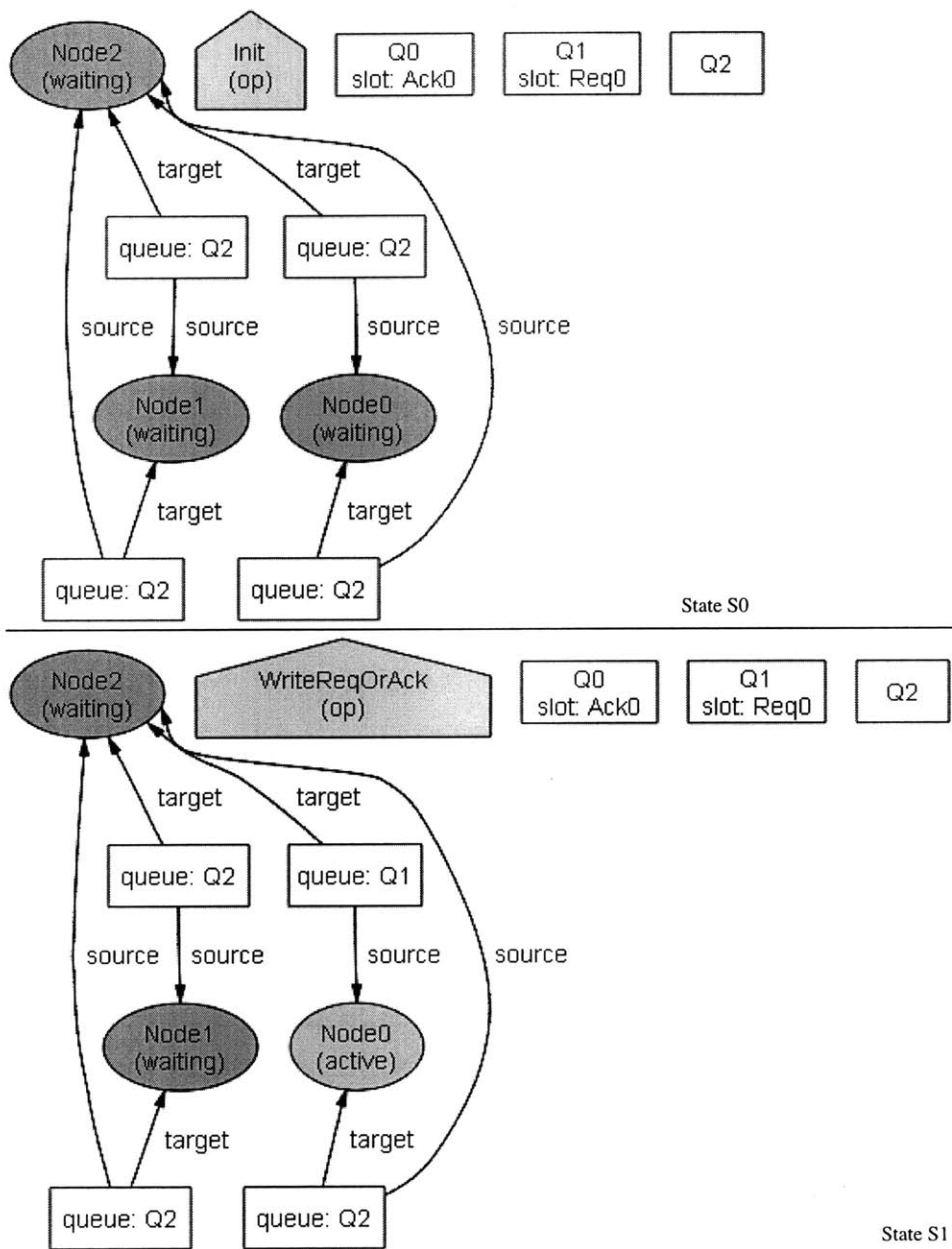 Node2
(waiting)
Init
(op)
Q0
slot: Ack0
Q1
slot: Req0
Q2
target
target
queue: Q2
queue: Q2
source
source
source
source
Node1
(waiting)
Node0
(waiting)
target
target
queue: Q2
queue: Q2
State S0
Node2
(waiting)
WriteReqOrAck
(op)
Q0
slot: Ack0
Q1
slot: Req0
Q2
target
target
queue: Q2
queue: Q1
source
source
source
source
Node1
(waiting)
Node0
(active)
target
target
queue: Q2
queue: Q2
State S1